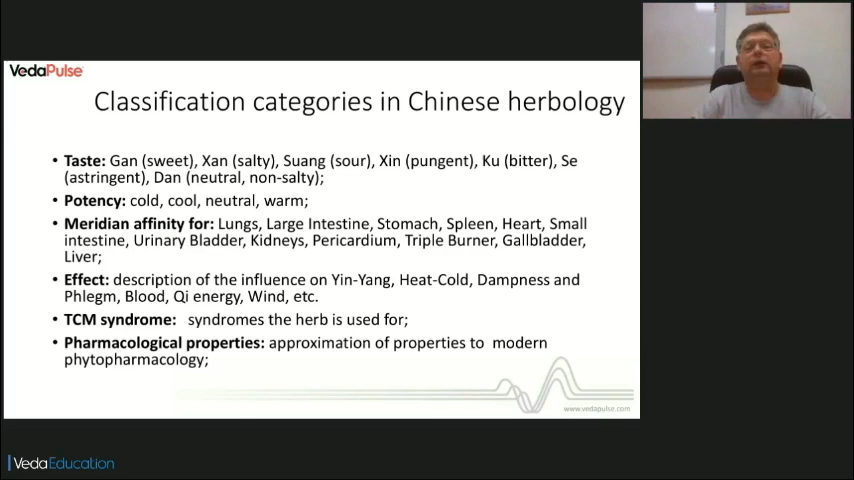 VedaPulse
Classification categories in Chinese herbology
• Taste: Gan (sweet), Xan (salty), Suang (sour), Xin (pungent), Ku (bitter), Se
(astringent), Dan (neutral, non-salty);
• Potency: cold, cool, neutral, warm;
• Meridian affinity for: Lungs, Large Intestine, Stomach, Spleen, Heart, Small
intestine, Urinary Bladder, Kidneys, Pericardium, Triple Burner, Gallbladder,
Liver;
• Effect: description of the influence on Yin-Yang, Heat-Cold, Dampness and
Phlegm, Blood, Qi energy, Wind, etc.
• TCM syndrome: syndromes the herb is used for;
• Pharmacological properties: approximation of properties to modern
phytopharmacology;
www.vedapulse.com
VedaEducation